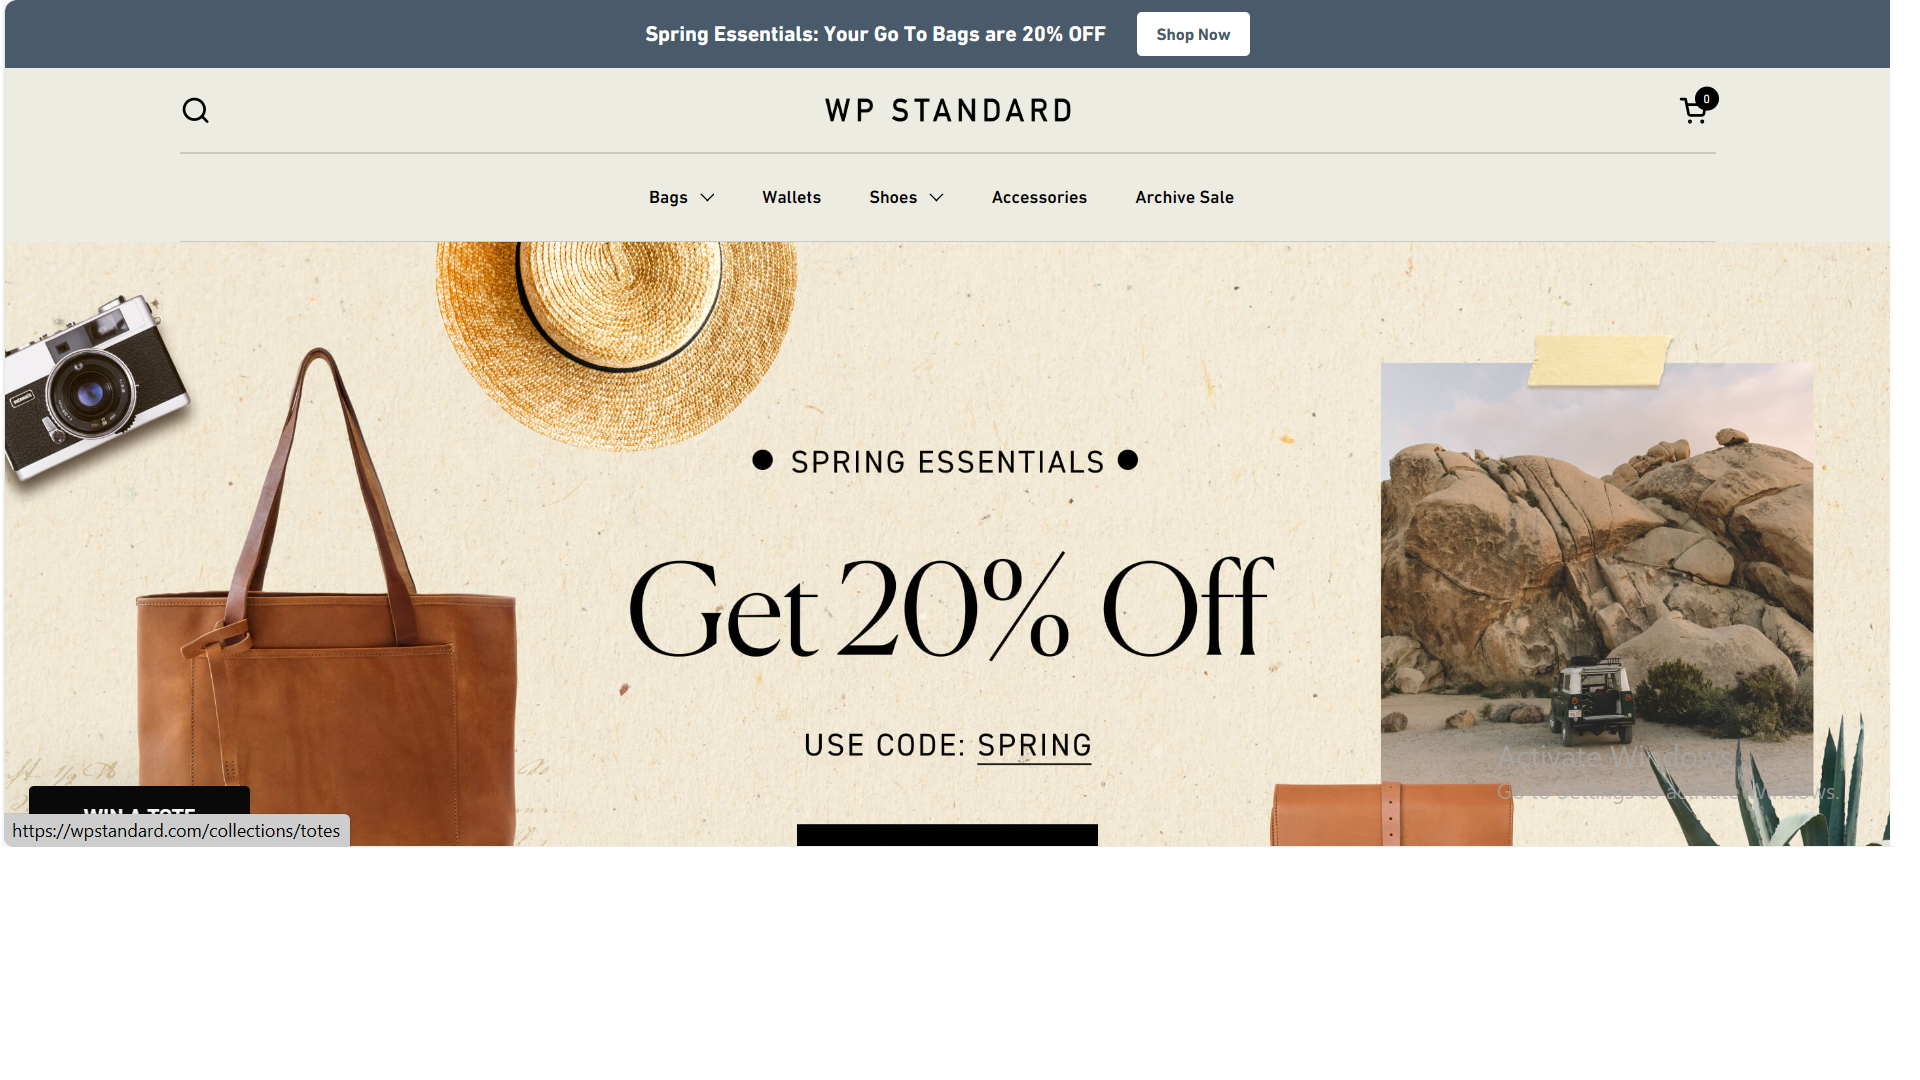 Spring Essentials: Your Go To Bags are 20% OFF
Shop Now
WP STANDARD
0
Bags
Wallets
Shoes
Accessories
Archive Sale
SPRING ESSENTIALS
Get 20% Off
USE CODE: SPRING
WIN A TOTE
https://wpstandard.com/collections/totes
Activate Windows
Go to Settings to activate Windows.